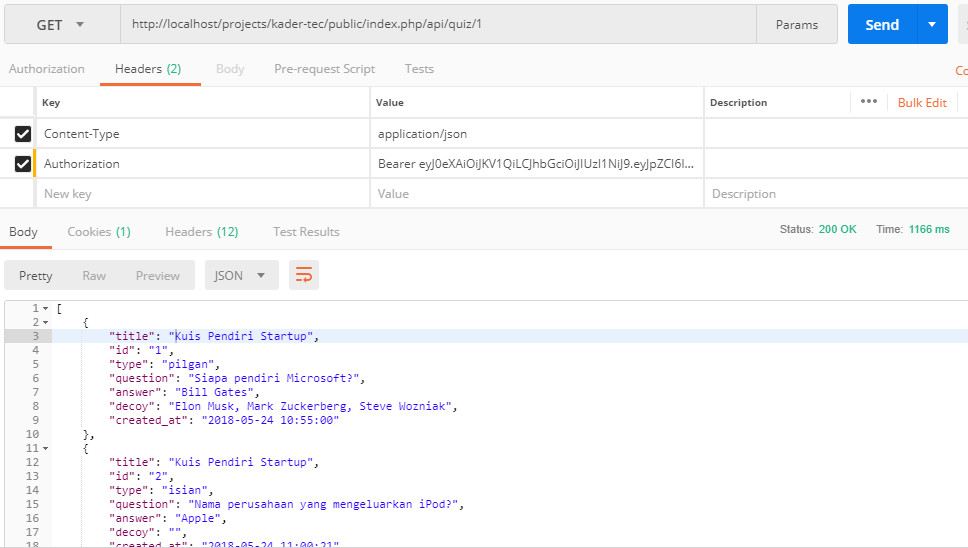 GET http://localhost/projects/kader-tec/public/index.php/api/quiz/1 Params Send
Authorization Headers (2) Body Pre-request Script Tests
Key Value Description ••• Bulk Edit
Content-Type application/json
Authorization Bearer
New key Value Description
Body Cookies (1) Headers (12) Test Results Status: 200 OK Time: 1166 ms
Pretty Raw Preview JSON
1 [
2 {
3 "title": "Kuis Pendiri Startup",
4 "id": "1",
5 "type": "pilgan",
6 "question": "Siapa pendiri Microsoft?",
7 "answer": "Bill Gates",
8 "decoy": "Elon Musk, Mark Zuckerberg, Steve Wozniak",
9 "created_at": "2018-05-24 10:55:00"
10 },
11 {
12 "title": "Kuis Pendiri Startup",
13 "id": "2",
14 "type": "isian",
15 "question": "Nama perusahaan yang mengeluarkan iPod?",
16 "answer": "Apple",
17 "decoy": "",
18 "created_at": "2018-05-24 11:00:21"